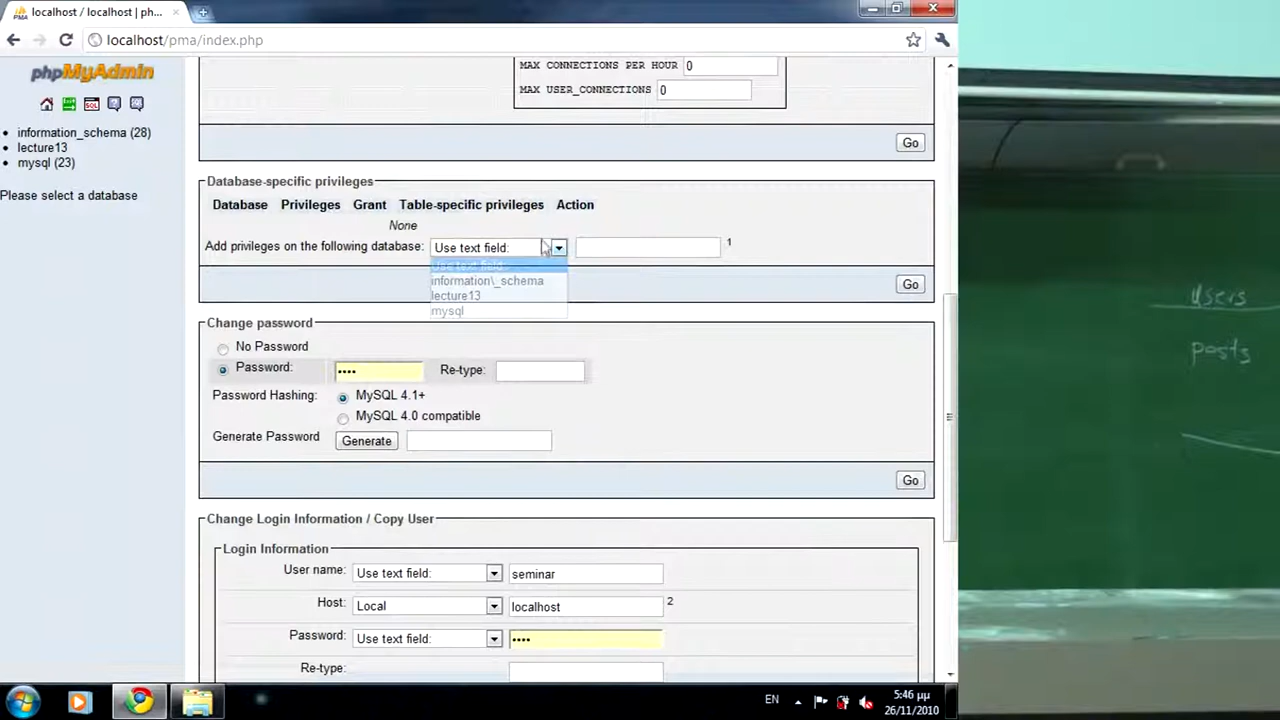 localhost / localhost | ph...
localhost/pma/index.php
phpMyAdmin
information_schema (28)
lecture13
mysql (23)
Please select a database
MAX CONNECTIONS PER HOUR 0
MAX USER_CONNECTIONS 0
Go
Database-specific privileges
Database Privileges Grant Table-specific privileges Action
None
Add privileges on the following database: Use text field: 1
Use text field:
information\_schema
lecture13
mysql
Go
Change password
No Password
Password: •••• Re-type:
Password Hashing: MySQL 4.1+
MySQL 4.0 compatible
Generate Password Generate
Go
Change Login Information / Copy User
Login Information
User name: Use text field: seminar
Host: Local localhost 2
Password: Use text field: ••••
Re-type:
EN
5:46 μμ
26/11/2010
users
posts